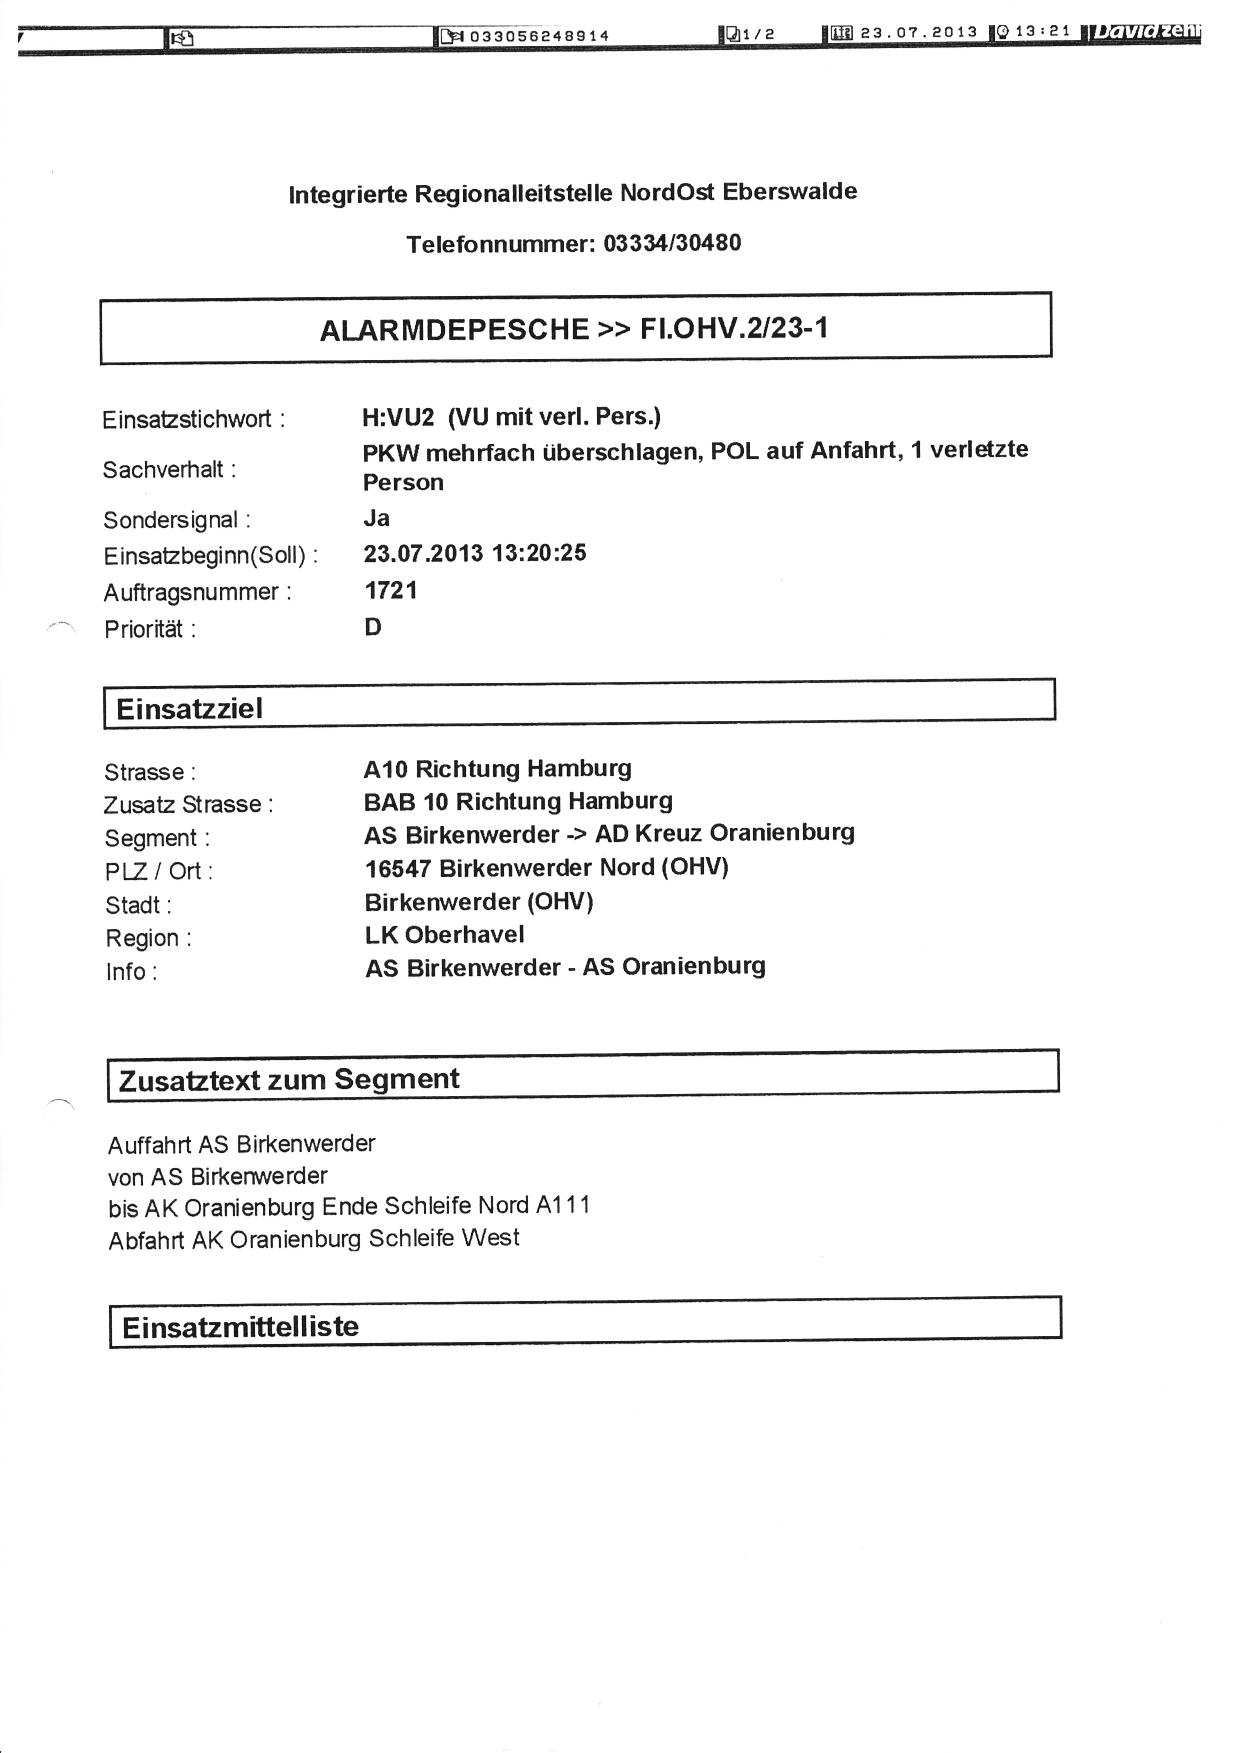 033056248914 1/2 23.07.2013 13:21
Integrierte Regionalleitstelle NordOst Eberswalde
Telefonnummer: 03334/30480
ALARMDEPESCHE >> FI.OHV.2/23-1
Einsatzstichwort : H:VU2 (VU mit verl. Pers.)
Sachverhalt : PKW mehrfach überschlagen, POL auf Anfahrt, 1 verletzte
Person
Sondersignal : Ja
Einsatzbeginn(Soll) : 23.07.2013 13:20:25
Auftragsnummer : 1721
Priorität : D
Einsatzziel
Strasse : A10 Richtung Hamburg
Zusatz Strasse : BAB 10 Richtung Hamburg
Segment : AS Birkenwerder -> AD Kreuz Oranienburg
PLZ / Ort : 16547 Birkenwerder Nord (OHV)
Stadt : Birkenwerder (OHV)
Region : LK Oberhavel
Info : AS Birkenwerder - AS Oranienburg
Zusatztext zum Segment
Auffahrt AS Birkenwerder
von AS Birkenwerder
bis AK Oranienburg Ende Schleife Nord A111
Abfahrt AK Oranienburg Schleife West
Einsatzmittelliste